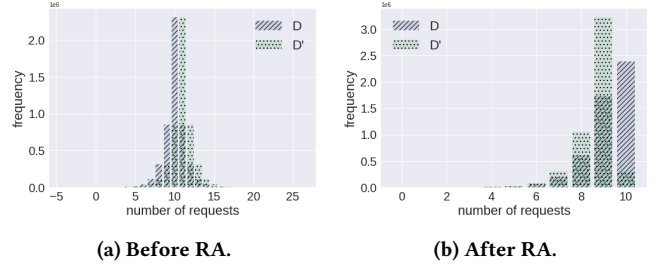 1e6
1e6
D
D'
2.0
1.5
1.0
0.5
0.0
frequency
-5 0 5 10 15 20 25
number of requests
D
D'
3.0
2.5
2.0
1.5
1.0
0.5
0.0
frequency
0 2 4 6 8 10
number of requests
(a) Before RA.
(b) After RA.